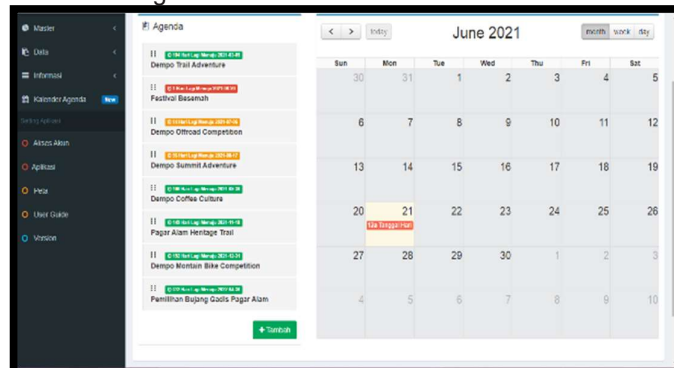 Master
Data
Informasi
Kalender Agenda New
Akses Akun
Aplikasi
Peta
User Guide
Version
Agenda
Dempo Trail Adventure
Festival Besemah
Dempo Offroad Competition
Dempo Summit Adventure
Dempo Coffee Culture
Pagar Alam Heritage Trail
Dempo Montain Bike Competition
Pemilihan Bujang Gadis Pagar Alam
+ Tambah
< > today June 2021 month week day
Sun Mon Tue Wed Thu Fri Sat
30 31 1 2 3 4 5
6 7 8 9 10 11 12
13 14 15 16 17 18 19
20 21 22 23 24 25 26
27 28 29 30 1 2 3
4 5 6 7 8 9 10